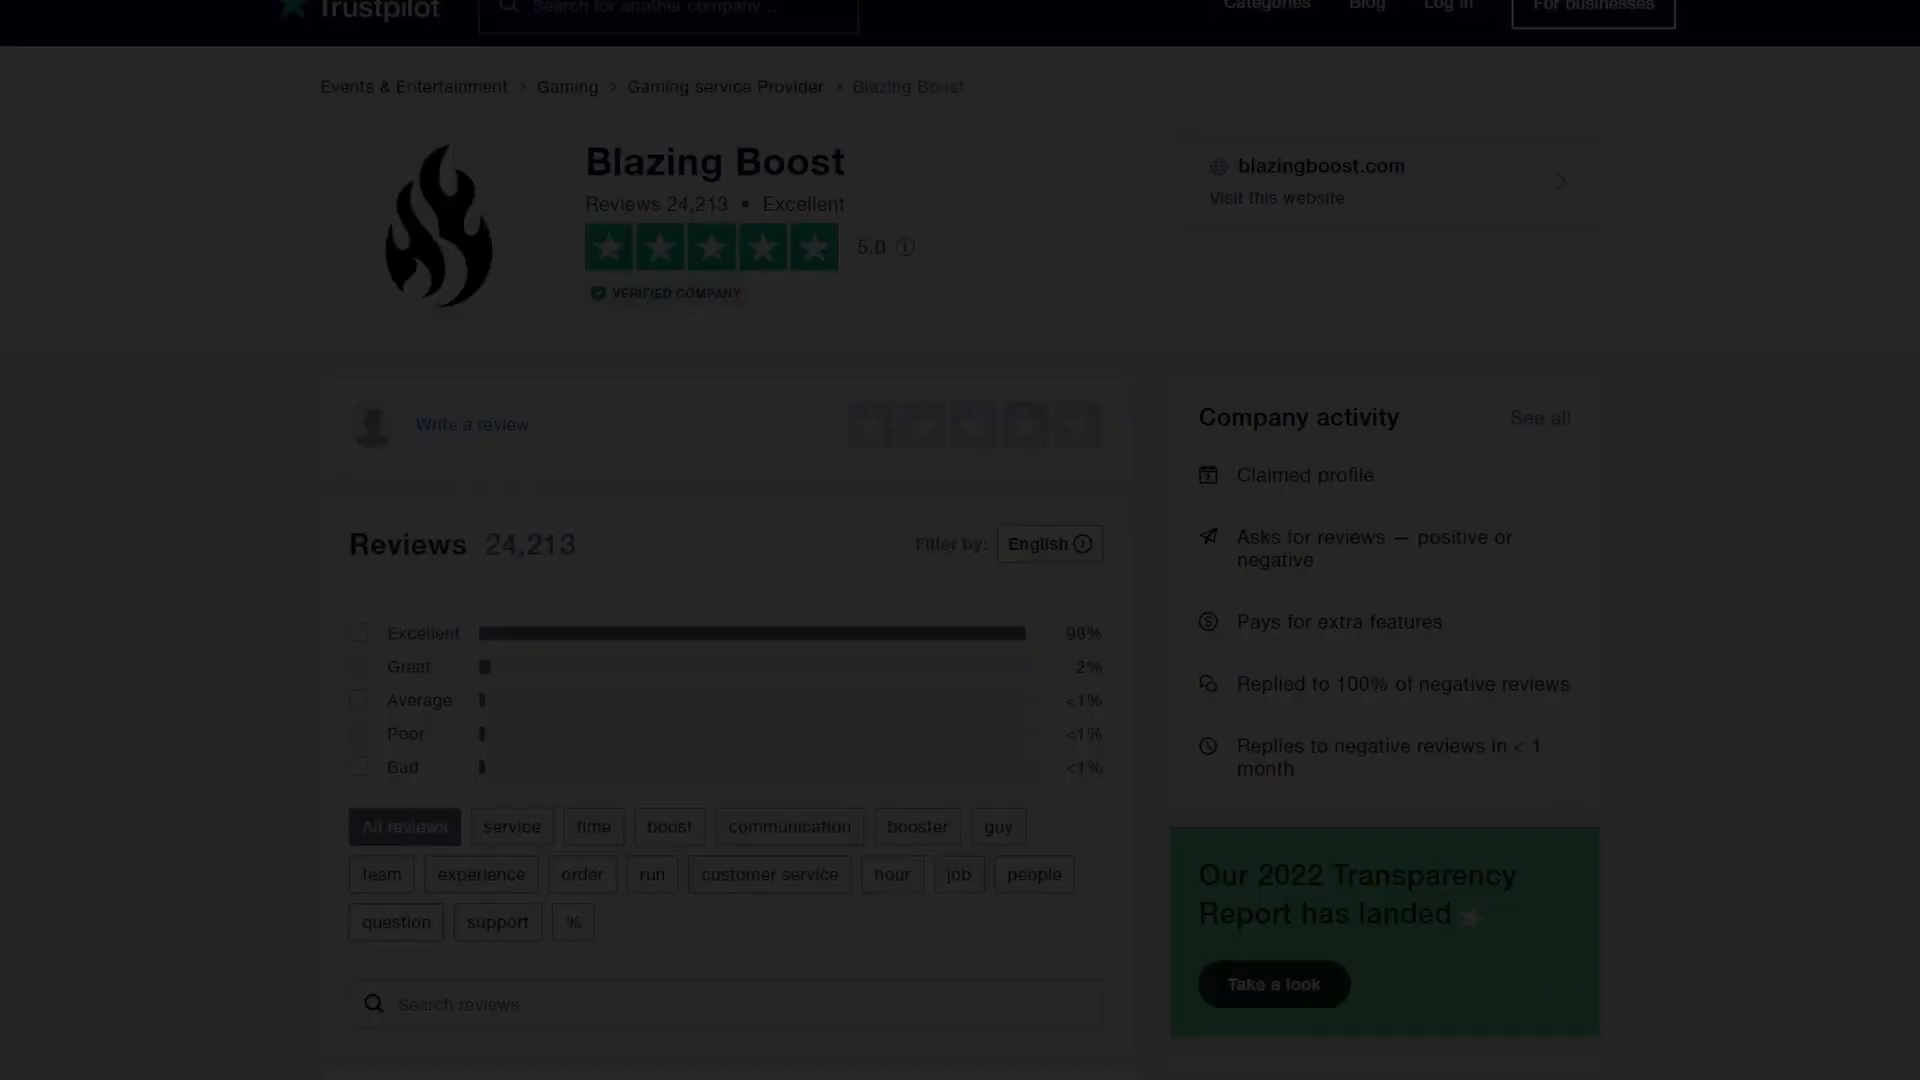 Trustpilot
Search for another company ...
Categories
Blog
Log in
For businesses
Events & Entertainment > Gaming > Gaming service Provider > Blazing Boost
Blazing Boost
Reviews 24,213 • Excellent
5.0
VERIFIED COMPANY
blazingboost.com
Visit this website
Write a review
Reviews 24,213
Filter by: English
Excellent 98%
Great 2%
Average <1%
Poor <1%
Bad <1%
All reviews service time boost communication booster guy
team experience order run customer service hour job people
question support %
Search reviews
Company activity See all
Claimed profile
Asks for reviews — positive or
negative
Pays for extra features
Replied to 100% of negative reviews
Replies to negative reviews in < 1
month
Our 2022 Transparency
Report has landed
Take a look